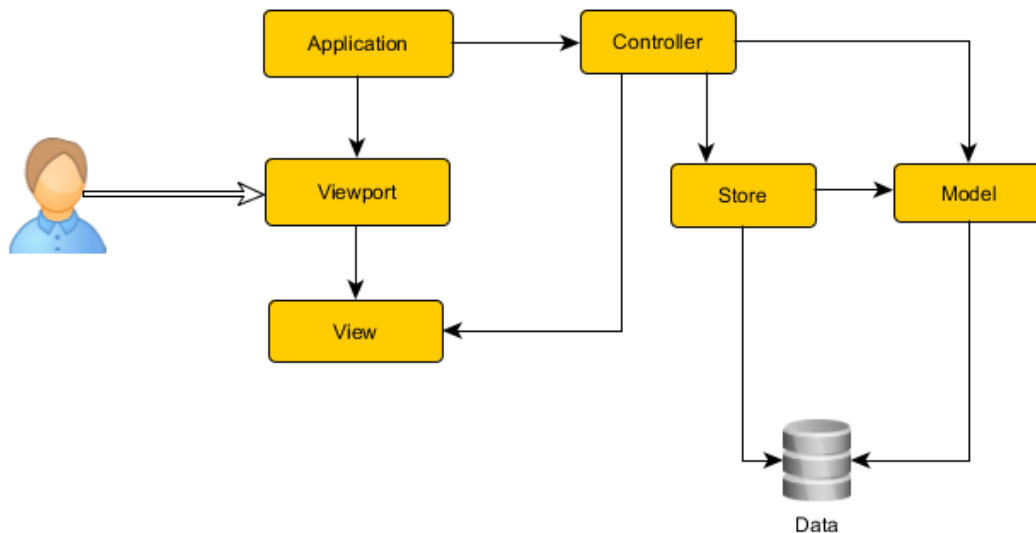 Application
Controller
Viewport
Store
Model
View
Data